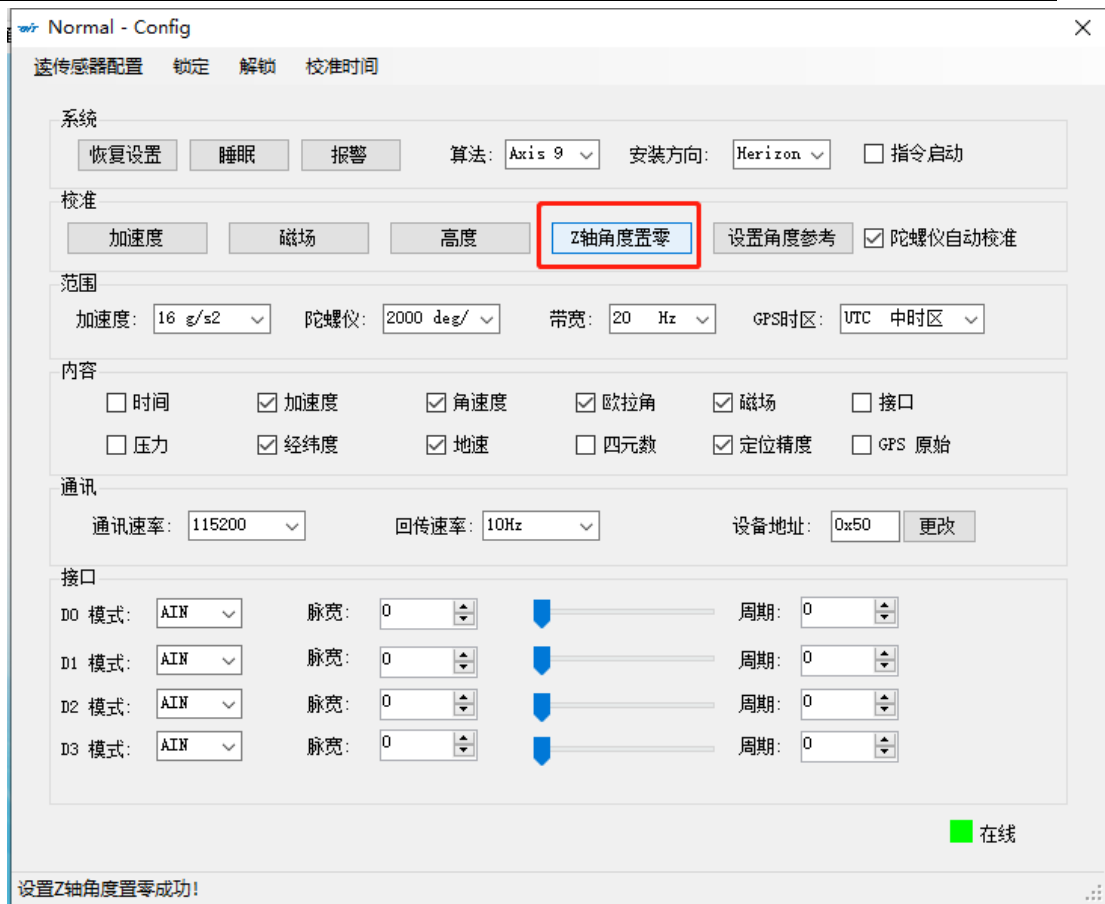 Normal - Config
读传感器配置 锁定 解锁 校准时间
系统
恢复设置 睡眠 报警 算法: Axis 9 安装方向: Herizon 指令启动
校准
加速度 磁场 高度 Z轴角度置零 设置角度参考 陀螺仪自动校准
范围
加速度: 16 g/s2 陀螺仪: 2000 deg/ 带宽: 20 Hz GPS时区: UTC 中时区
内容
时间 加速度 角速度 欧拉角 磁场 接口
压力 经纬度 地速 四元数 定位精度 GPS 原始
通讯
通讯速率: 115200 回传速率: 10Hz 设备地址: 0x50 更改
接口
D0 模式: AIN 脉宽: 0 周期: 0
D1 模式: AIN 脉宽: 0 周期: 0
D2 模式: AIN 脉宽: 0 周期: 0
D3 模式: AIN 脉宽: 0 周期: 0
在线
设置Z轴角度置零成功!